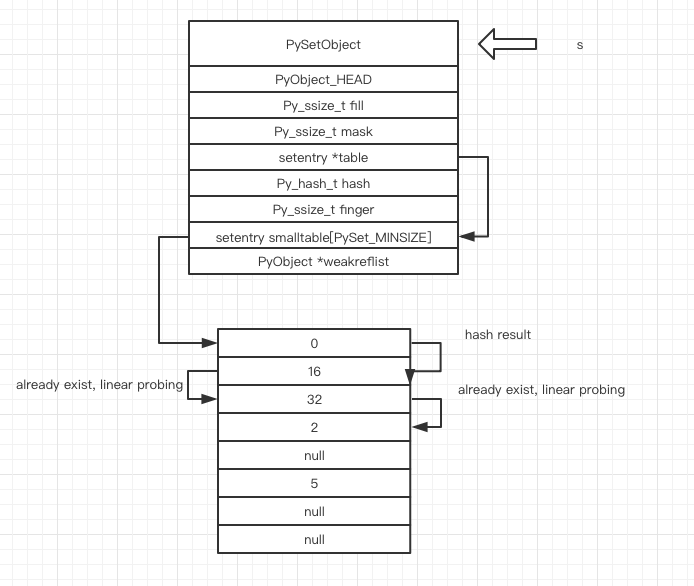 PySetObject
s
PyObject_HEAD
Py_ssize_t fill
Py_ssize_t mask
setentry *table
Py_hash_t hash
Py_ssize_t finger
setentry smalltable[PySet_MINSIZE]
PyObject *weakreflist
0
hash result
16
already exist, linear probing
already exist, linear probing
32
2
null
5
null
null